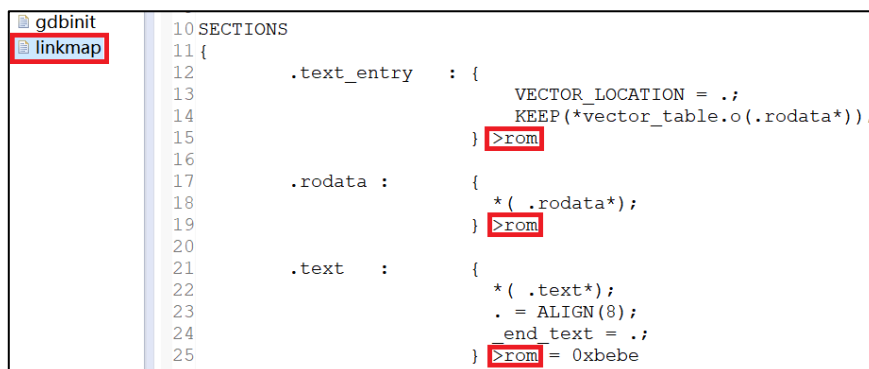 gdbinit
linkmap
10 SECTIONS
11 {
12 .text_entry : {
13 VECTOR_LOCATION = .;
14 KEEP(*vector_table.o(.rodata*))
15 } >rom
16
17 .rodata : {
18 *( .rodata*);
19 } >rom
20
21 .text : {
22 *( .text*);
23 . = ALIGN(8);
24 _end_text = .;
25 } >rom = 0xbebe